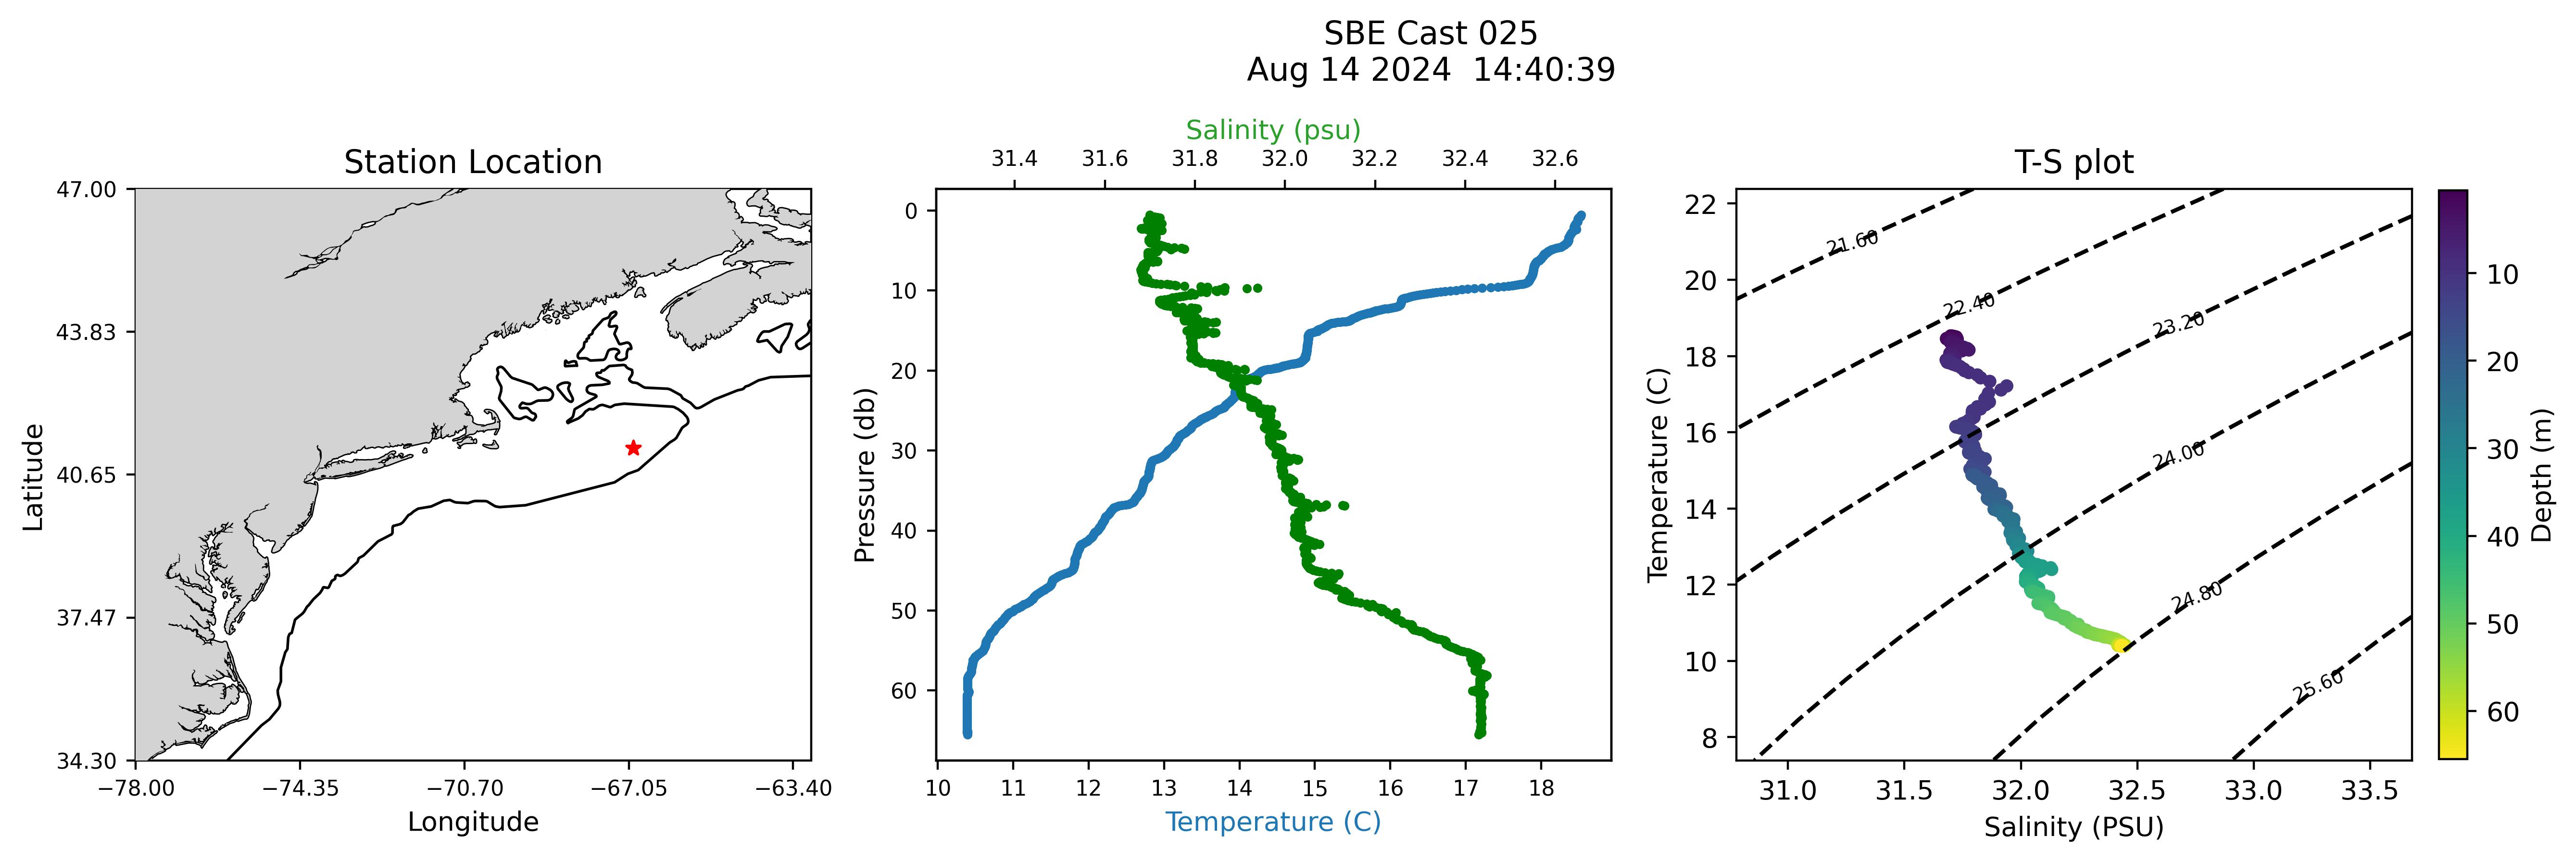 SBE Cast 025
Aug 14 2024  14:40:39
Station Location
47.00
43.83
40.65
37.47
34.30
Latitude
−78.00 −74.35 −70.70 −67.05 −63.40
Longitude
Salinity (psu)
31.4 31.6 31.8 32.0 32.2 32.4 32.6
0
10
20
30
40
50
60
Pressure (db)
10 11 12 13 14 15 16 17 18
Temperature (C)
T-S plot
22
20
18
16
14
12
10
8
Temperature (C)
21.60
22.40
23.20
24.00
24.80
25.60
31.0 31.5 32.0 32.5 33.0 33.5
Salinity (PSU)
10
20
30
40
50
60
Depth (m)